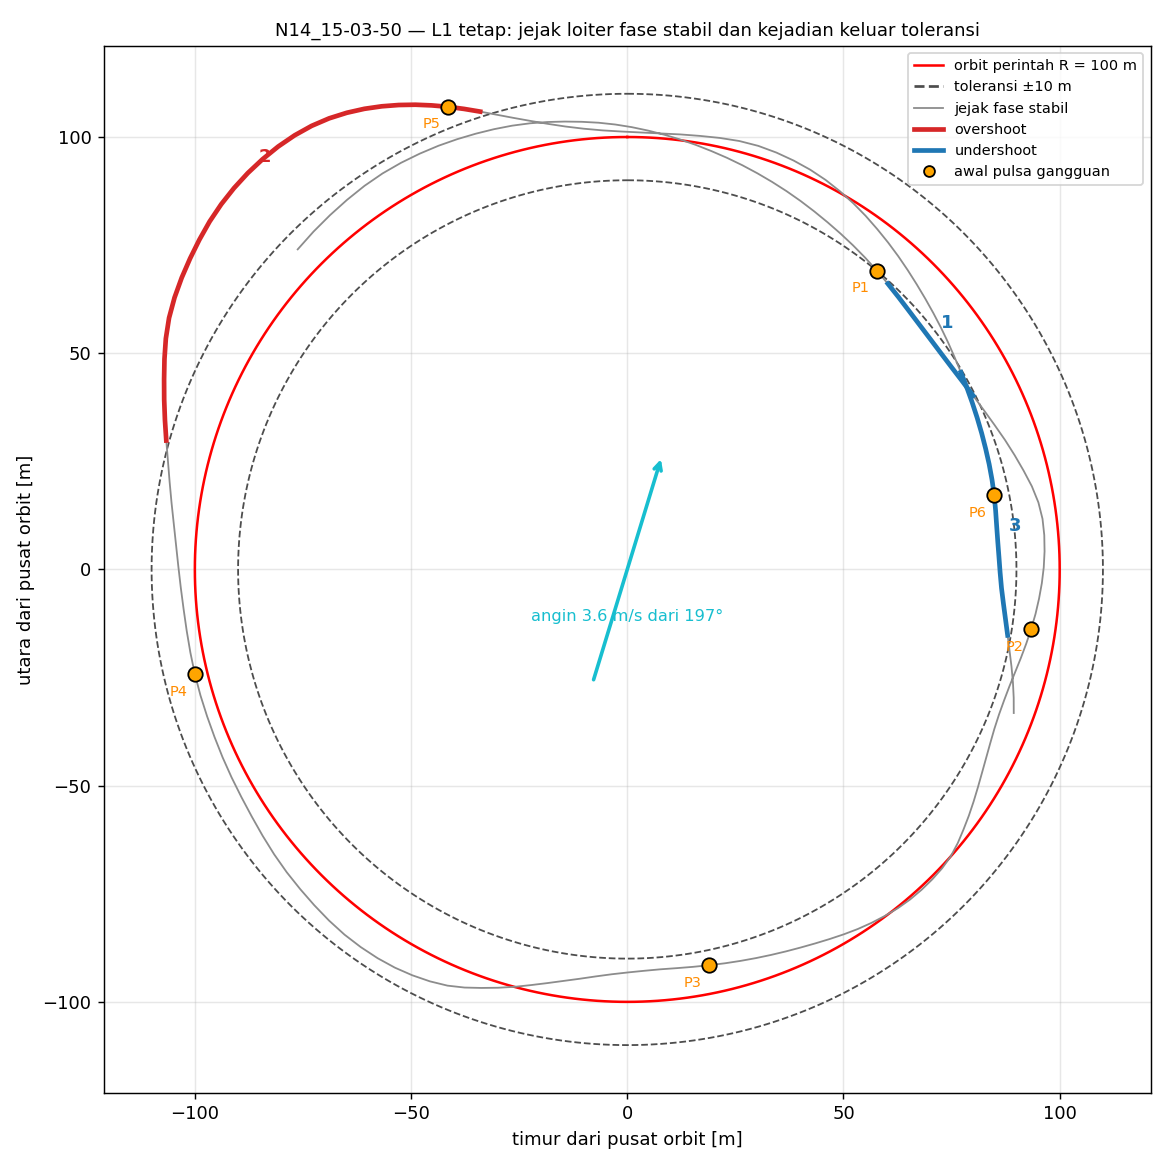 N14_15-03-50 — L1 tetap: jejak loiter fase stabil dan kejadian keluar toleransi
orbit perintah R = 100 m
toleransi ±10 m
jejak fase stabil
overshoot
undershoot
awal pulsa gangguan
P5
2
P1
1
P6
3
P2
angin 3.6 m/s dari 197°
P4
P3
100
50
0
−50
−100
utara dari pusat orbit [m]
−100
−50
0
50
100
timur dari pusat orbit [m]